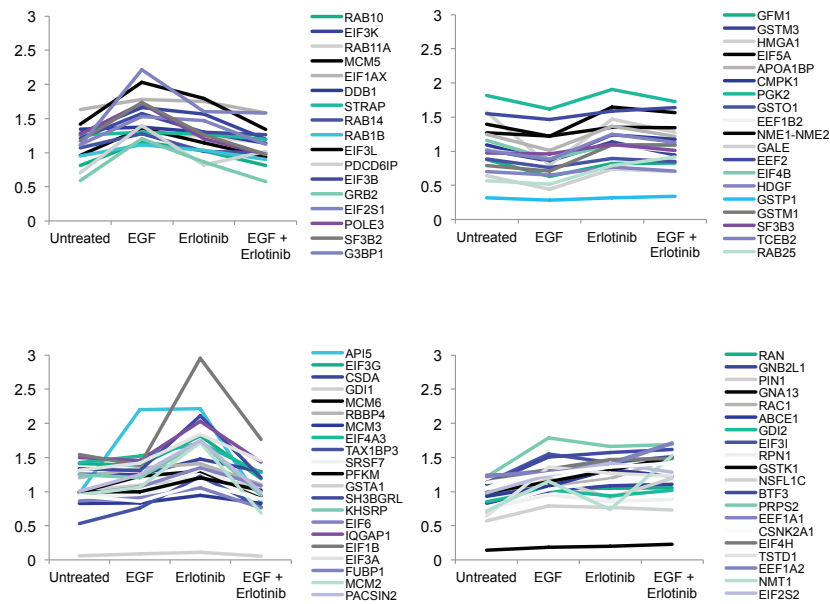 3
2.5
2
1.5
1
0.5
0
Untreated EGF Erlotinib EGF +
Erlotinib
RAB10
EIF3K
RAB11A
MCM5
EIF1AX
DDB1
STRAP
RAB14
RAB1B
EIF3L
PDCD6IP
EIF3B
GRB2
EIF2S1
POLE3
SF3B2
G3BP1
3
2.5
2
1.5
1
0.5
0
Untreated EGF Erlotinib EGF +
Erlotinib
GFM1
GSTM3
HMGA1
EIF5A
APOA1BP
CMPK1
PGK2
GSTO1
EEF1B2
NME1-NME2
GALE
EEF2
EIF4B
HDGF
GSTP1
GSTM1
SF3B3
TCEB2
RAB25
3
2.5
2
1.5
1
0.5
0
Untreated EGF Erlotinib EGF +
Erlotinib
API5
EIF3G
CSDA
GDI1
MCM6
RBBP4
MCM3
EIF4A3
TAX1BP3
SRSF7
PFKM
GSTA1
SH3BGRL
KHSRP
EIF6
IQGAP1
EIF1B
EIF3A
FUBP1
MCM2
PACSIN2
3
2.5
2
1.5
1
0.5
0
Untreated EGF Erlotinib EGF +
Erlotinib
RAN
GNB2L1
PIN1
GNA13
RAC1
ABCE1
GDI2
EIF3I
RPN1
GSTK1
NSFL1C
BTF3
PRPS2
EEF1A1
CSNK2A1
EIF4H
TSTD1
EEF1A2
NMT1
EIF2S2